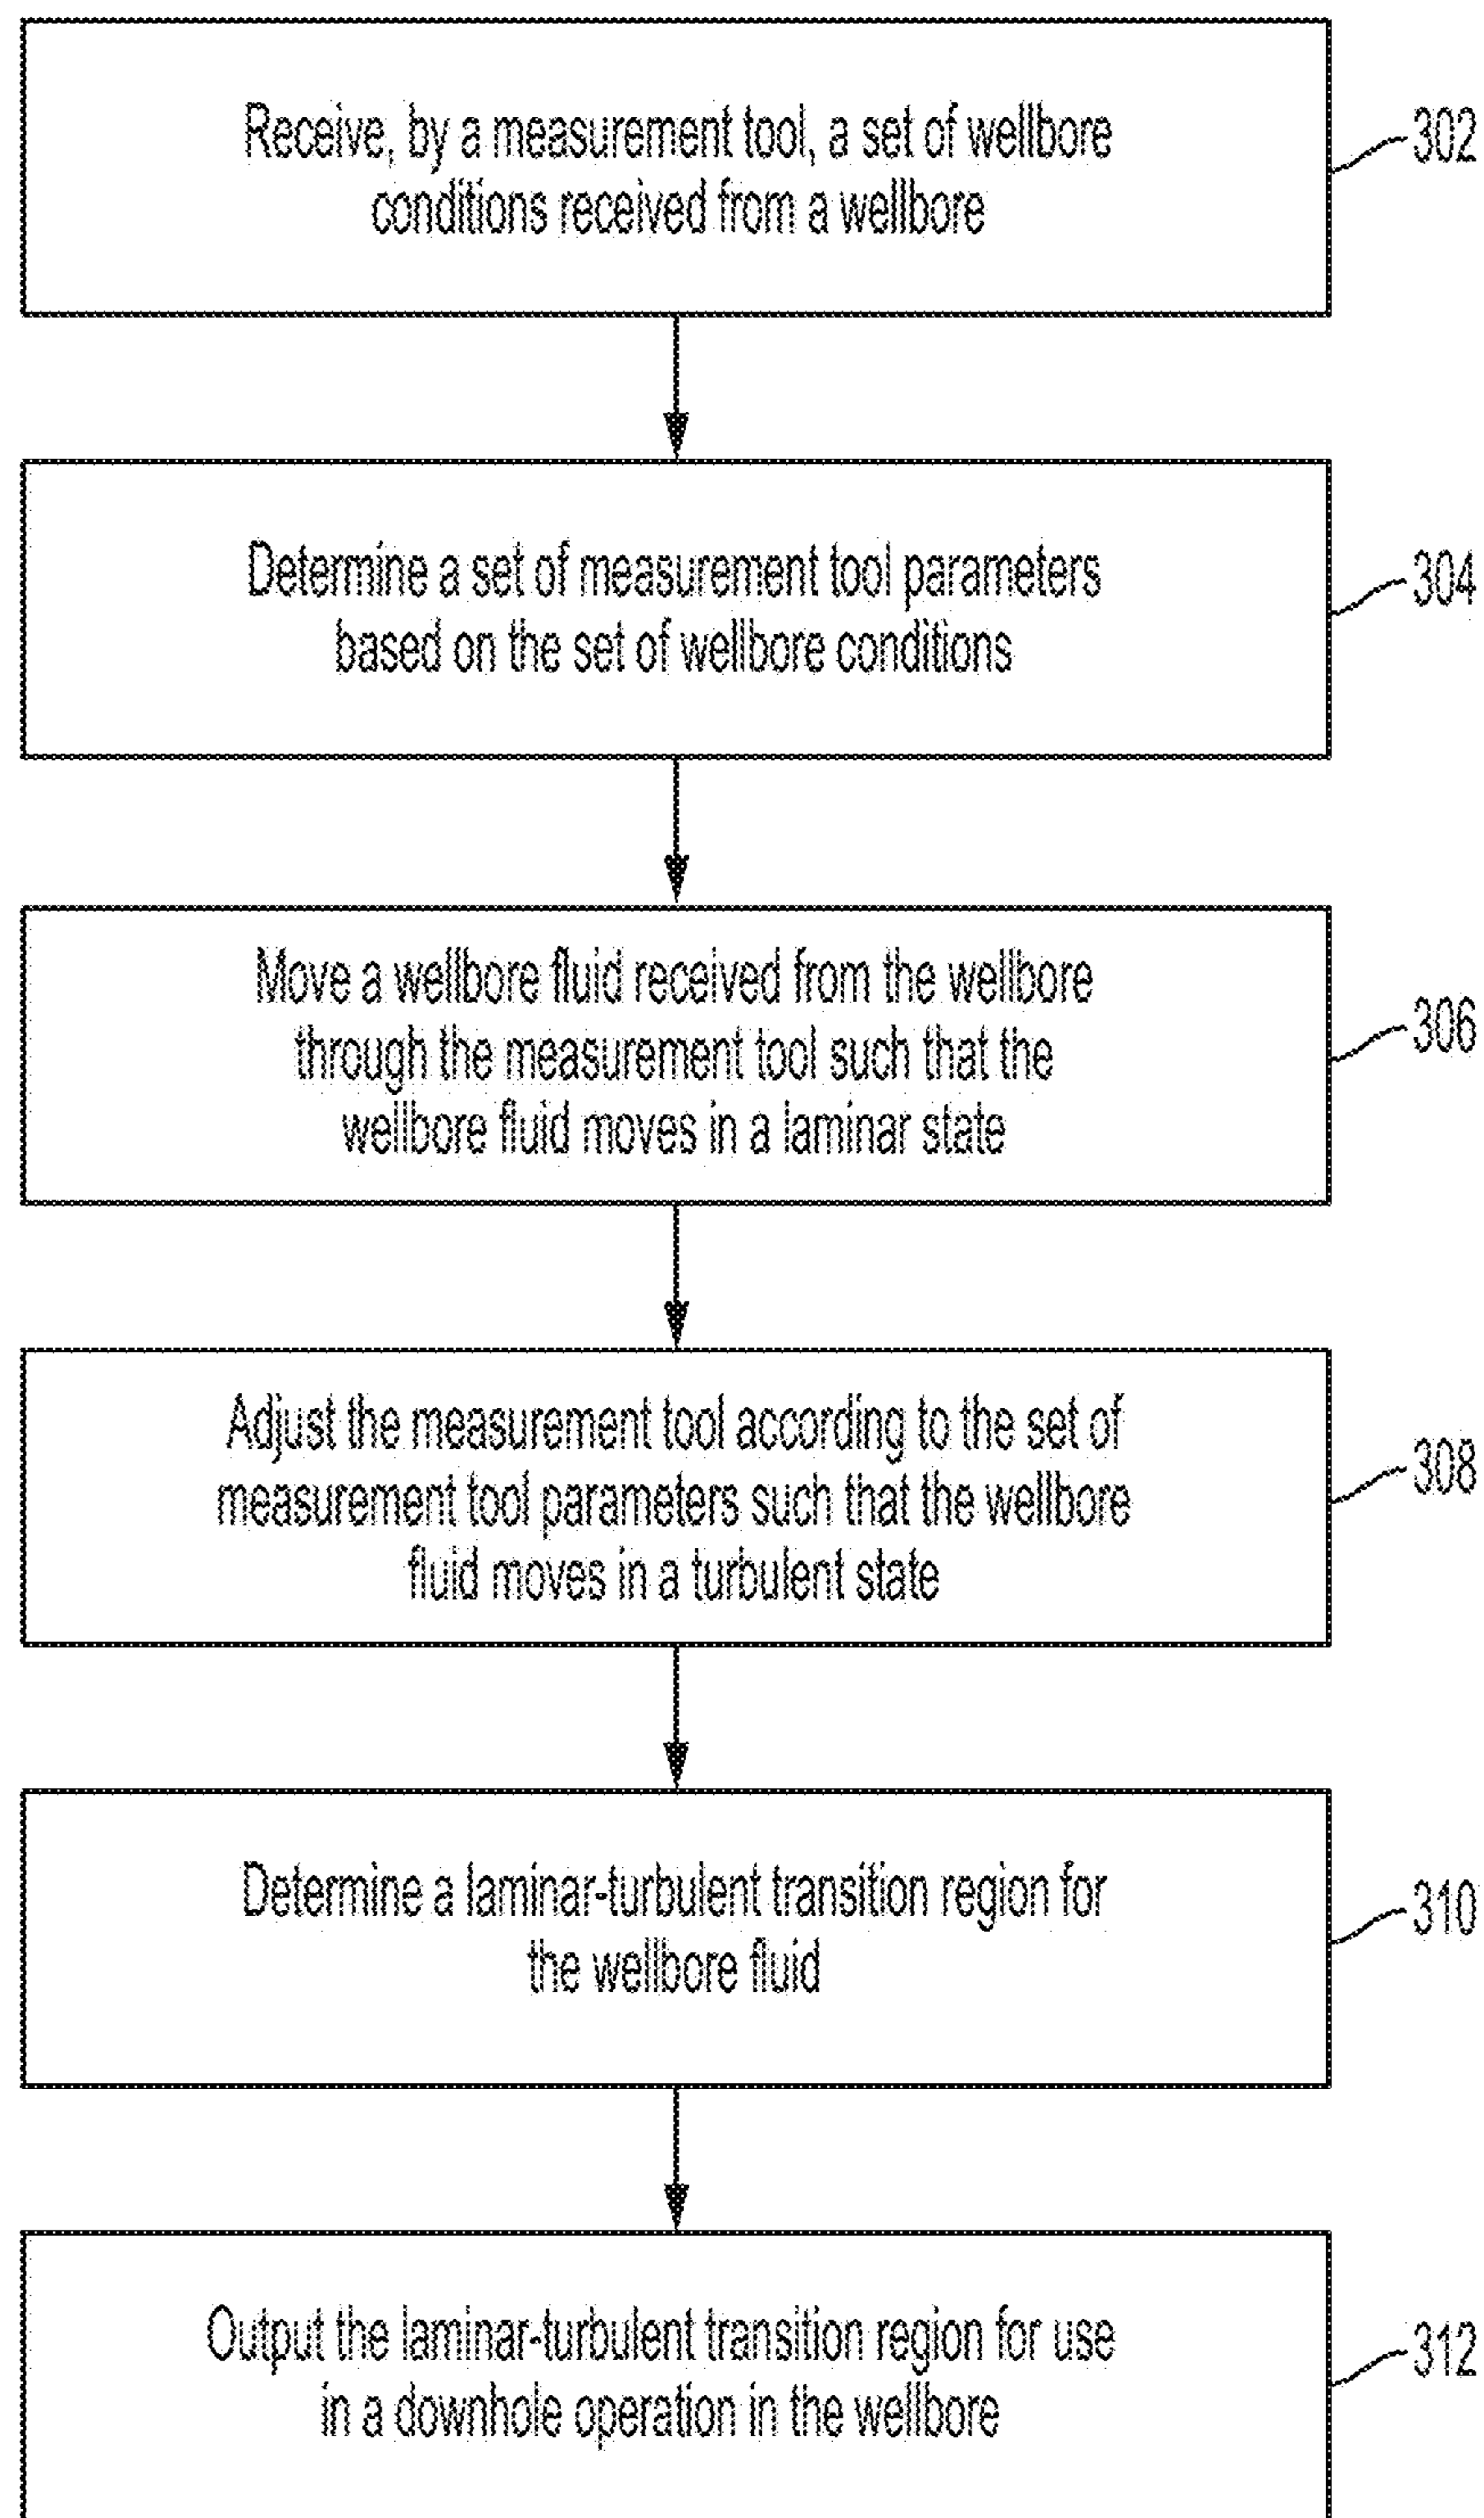 Receive, by a measurement tool, a set of wellbore
conditions received from a wellbore
302
Determine a set of measurement tool parameters
based on the set of wellbore conditions
304
Move a wellbore fluid received from the wellbore
through the measurement tool such that the
wellbore fluid moves in a laminar state
306
Adjust the measurement tool according to the set of
measurement tool parameters such that the wellbore
fluid moves in a turbulent state
308
Determine a laminar-turbulent transition region for
the wellbore fluid
310
Output the laminar-turbulent transition region for use
in a downhole operation in the wellbore
312